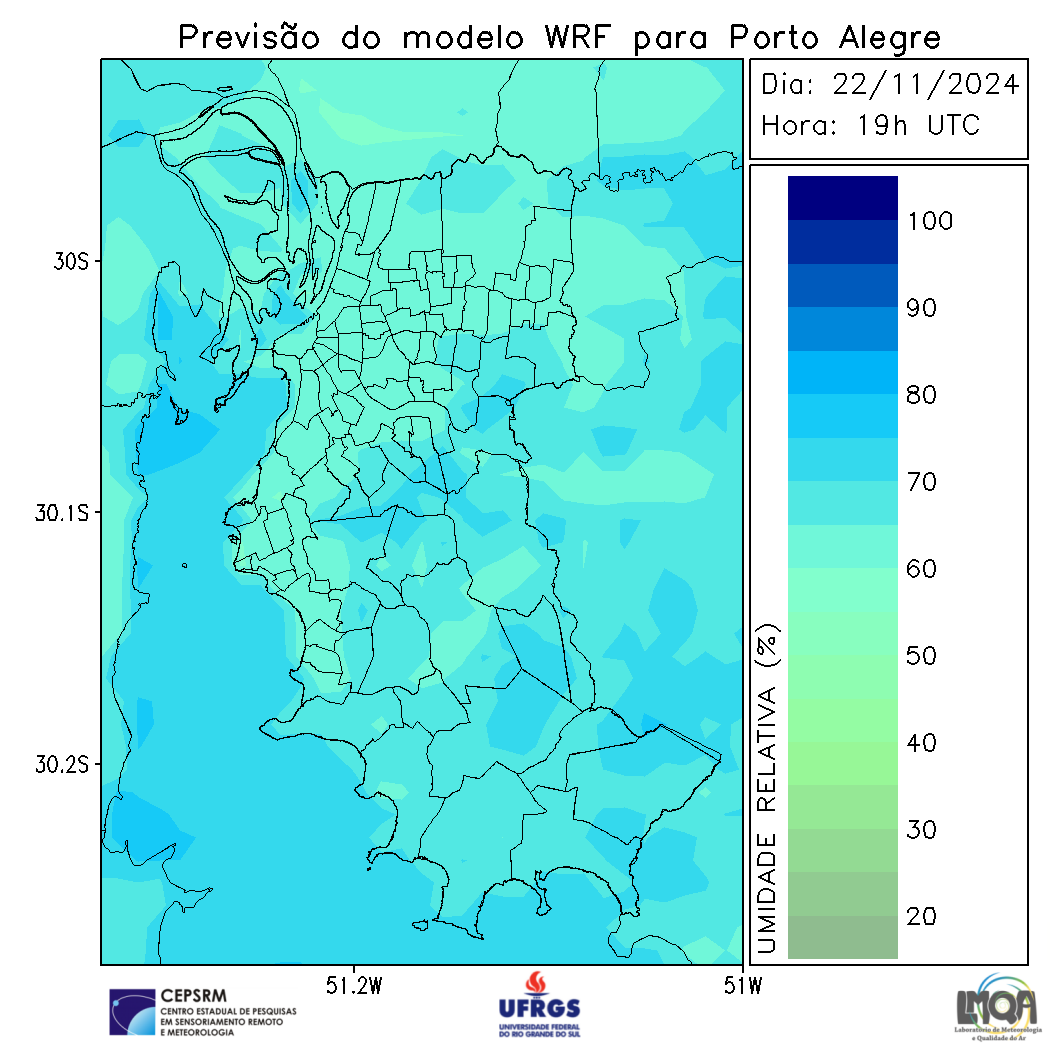 Previsão do modelo WRF para Porto Alegre
Dia: 22/11/2024
Hora: 19h UTC
100
90
80
70
60
50
40
30
20
UMIDADE RELATIVA (%)
30S
30.1S
30.2S
51.2W
51W
CEPSRM
CENTRO ESTADUAL DE PESQUISAS
EM SENSORIAMENTO REMOTO
E METEOROLOGIA
UFRGS
UNIVERSIDADE FEDERAL
DO RIO GRANDE DO SUL
LMQA
Laboratório de Meteorologia
e Qualidade do Ar